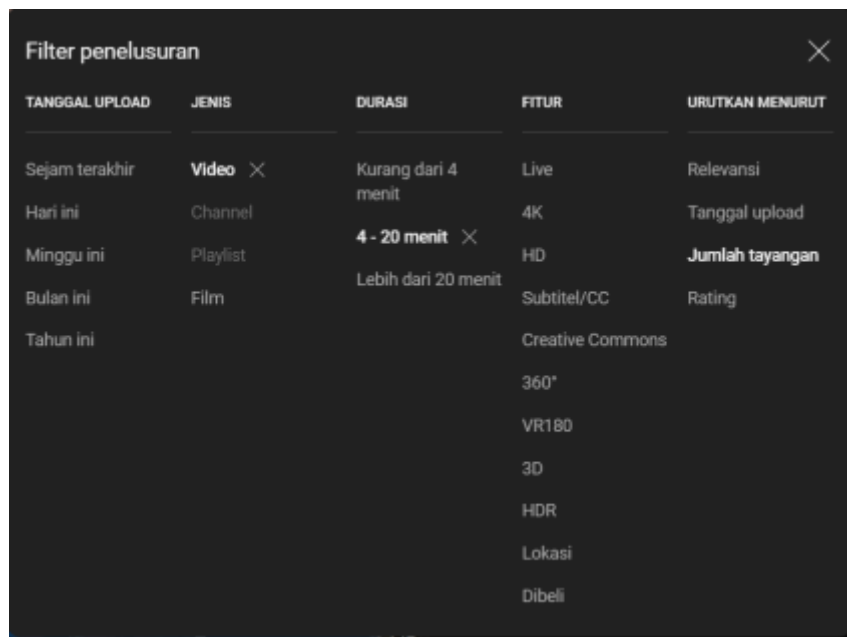 Filter penelusuran
TANGGAL UPLOAD
Sejam terakhir
Hari ini
Minggu ini
Bulan ini
Tahun ini
JENIS
Video
Channel
Playlist
Film
DURASI
Kurang dari 4
menit
4 - 20 menit
Lebih dari 20 menit
FITUR
Live
4K
HD
Subtitel/CC
Creative Commons
360°
VR180
3D
HDR
Lokasi
Dibeli
URUTKAN MENURUT
Relevansi
Tanggal upload
Jumlah tayangan
Rating